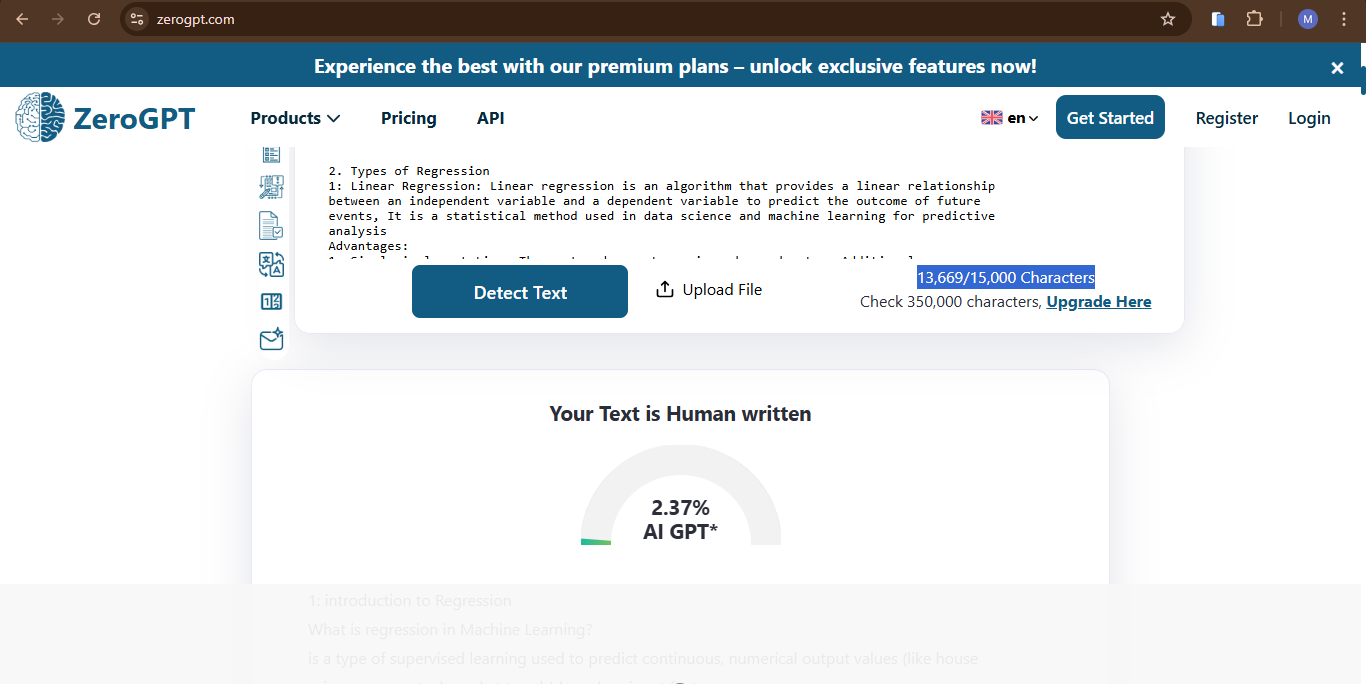 zerogpt.com
M
Experience the best with our premium plans – unlock exclusive features now!
ZeroGPT
Products
Pricing
API
en
Get Started
Register
Login
2. Types of Regression
1: Linear Regression: Linear regression is an algorithm that provides a linear relationship
between an independent variable and a dependent variable to predict the outcome of future
events, It is a statistical method used in data science and machine learning for predictive
analysis
Advantages:
Detect Text
Upload File
13,669/15,000 Characters
Check 350,000 characters, Upgrade Here
Your Text is Human written
2.37%
AI GPT*
1: introduction to Regression
What is regression in Machine Learning?
is a type of supervised learning used to predict continuous, numerical output values (like house